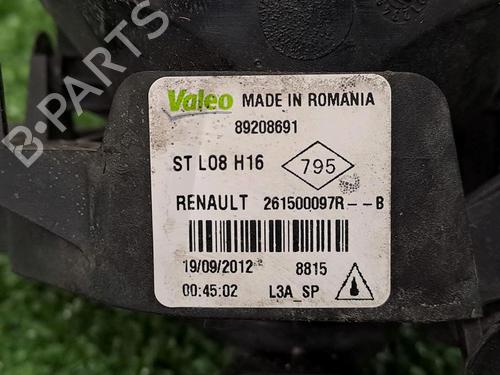 B-PARTS
Valeo MADE IN ROMANIA
89208691
ST L08 H16 795
RENAULT 261500097R--B
19/09/2012 2 8815
00:45:02 L3A_SP